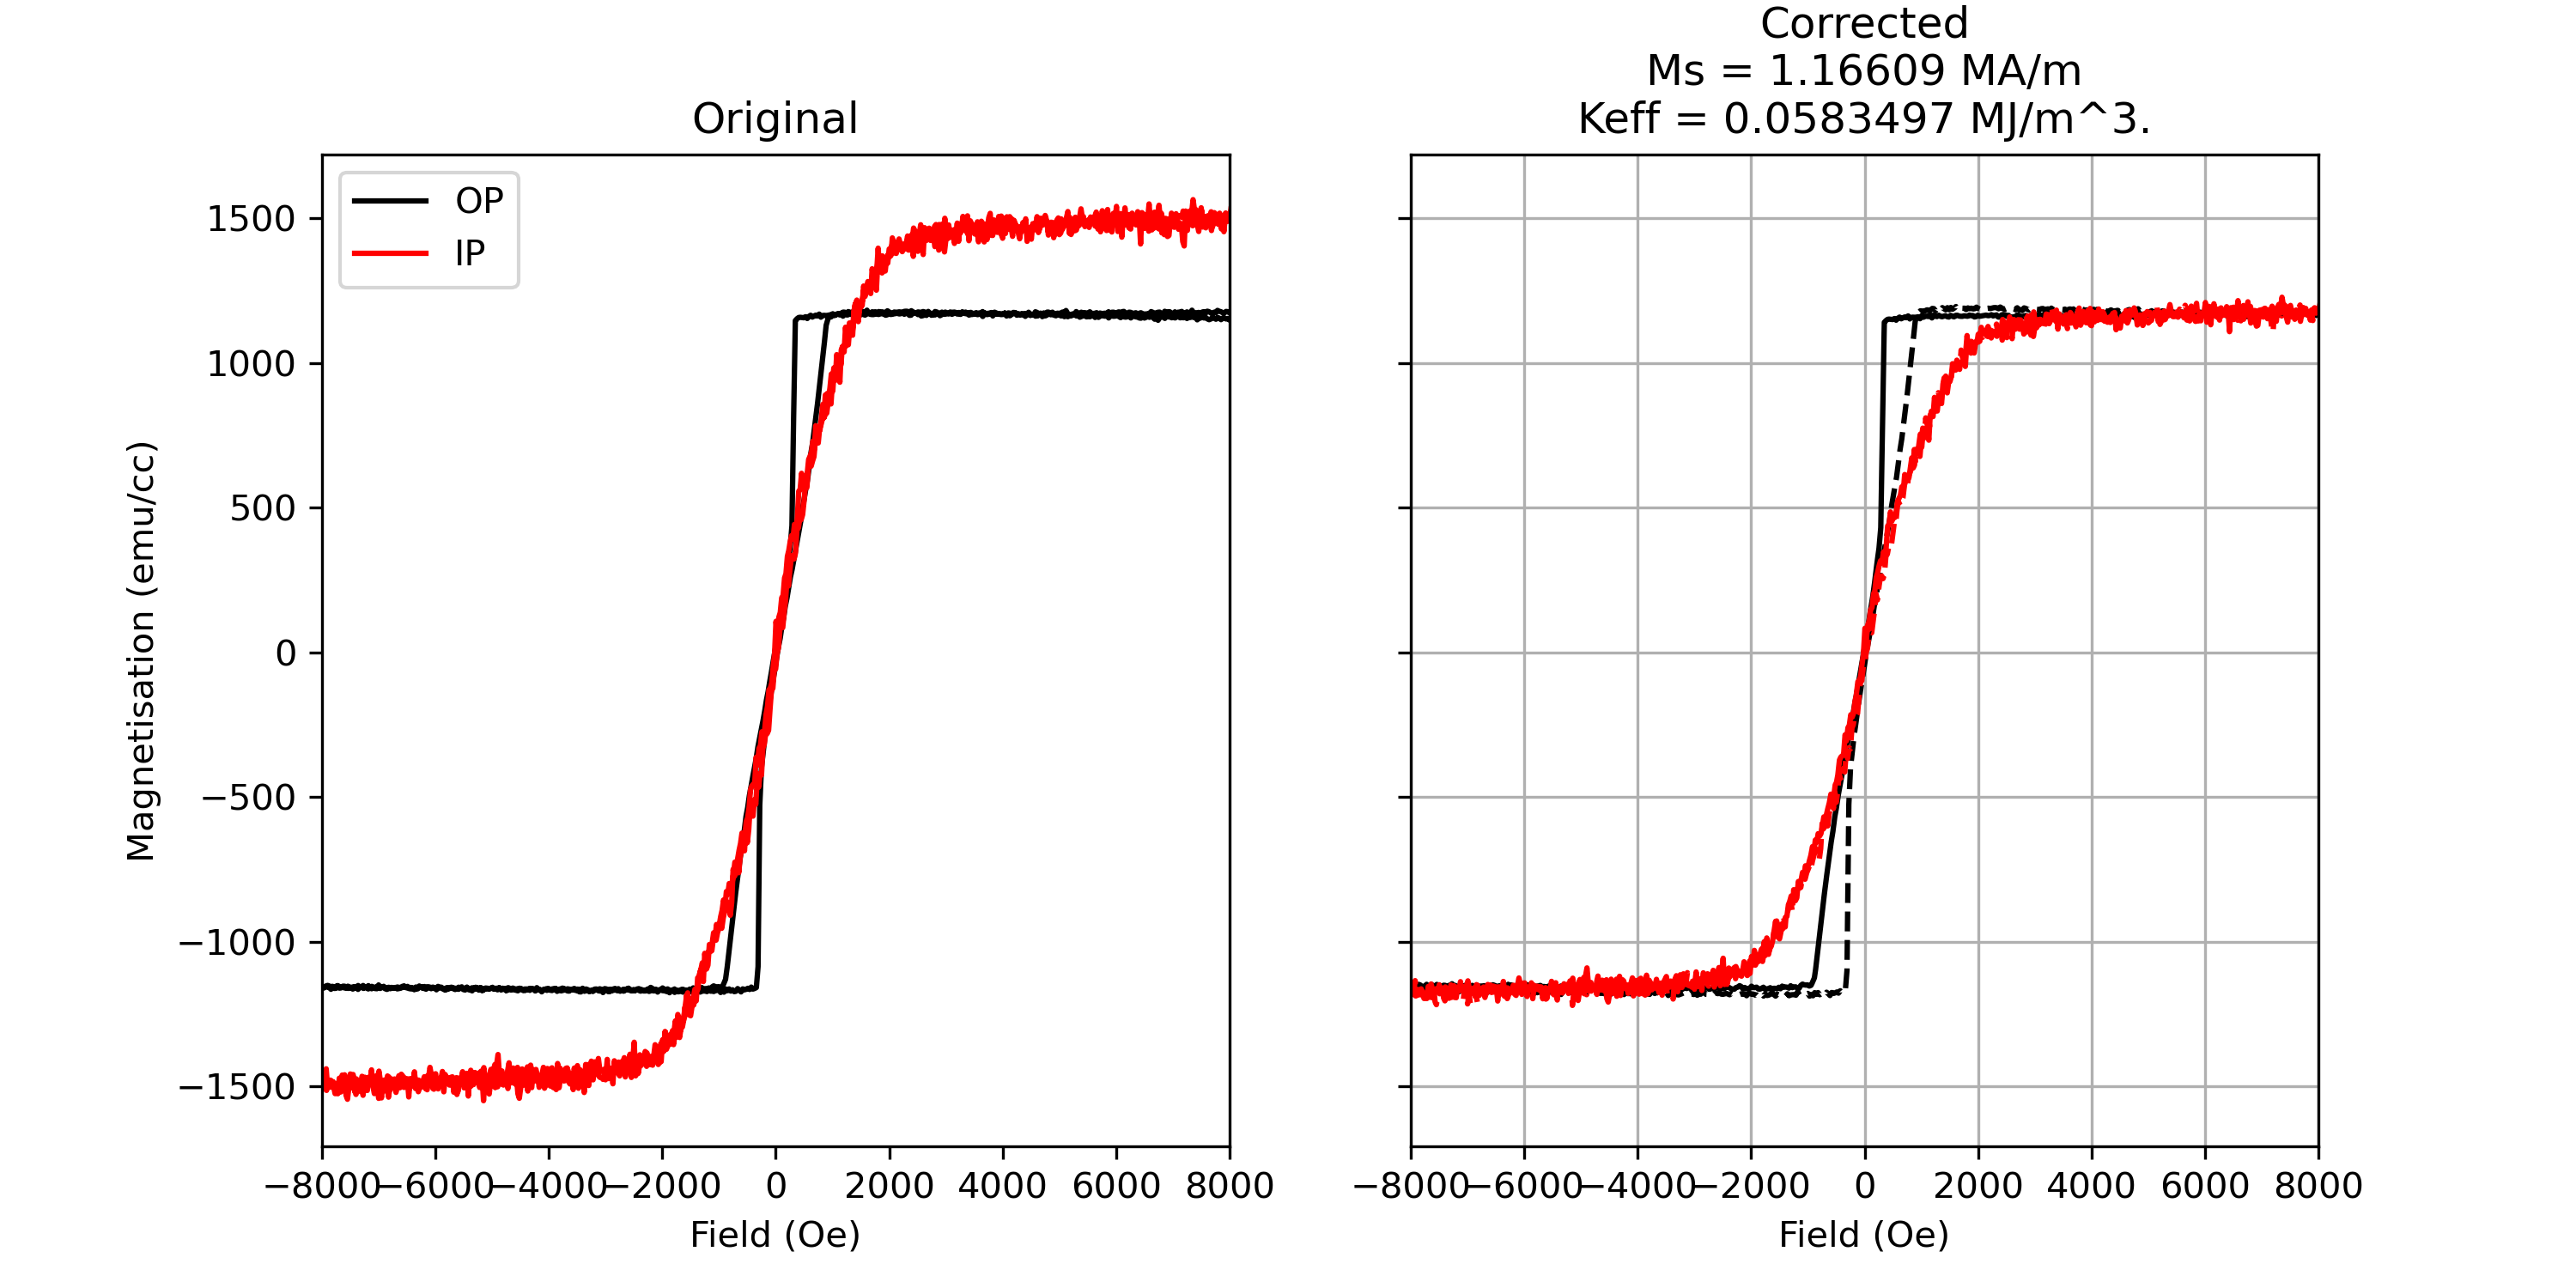 Original
OP
IP
1500
1000
500
0
−500
−1000
−1500
Magnetisation (emu/cc)
−8000 −6000 −4000 −2000 0 2000 4000 6000 8000
Field (Oe)
Corrected
Ms = 1.16609 MA/m
Keff = 0.0583497 MJ/m^3.
−8000 −6000 −4000 −2000 0 2000 4000 6000 8000
Field (Oe)